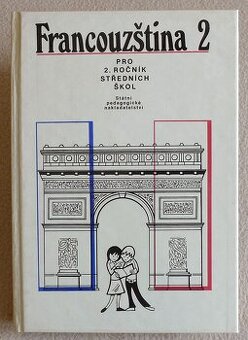 Francouzština 2
PRO
2. ROČNÍK
STŘEDNÍCH
ŠKOL
Státní
pedagogické
nakladatelství